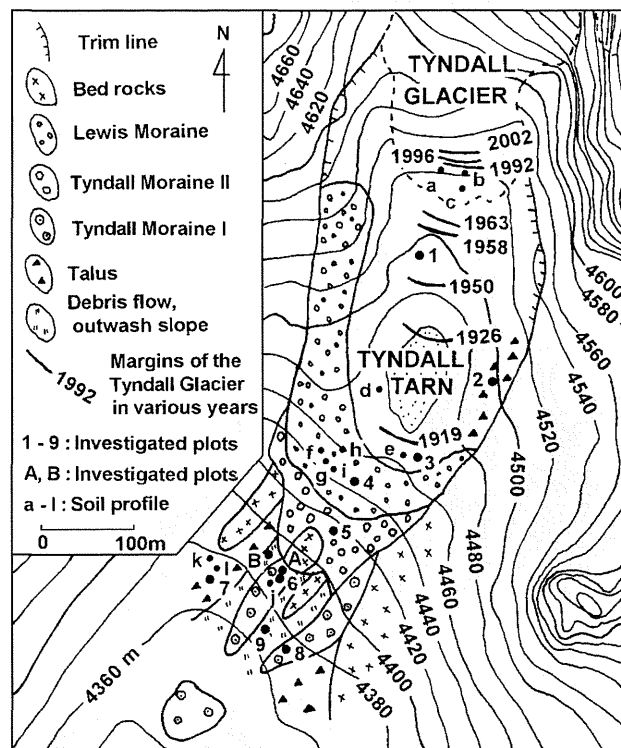 Trim line
N
Bed rocks
Lewis Moraine
Tyndall Moraine II
Tyndall Moraine I
Talus
Debris flow,
outwash slope
1992
Margins of the
Tyndall Glacier
in various years
1 - 9 : Investigated plots
A, B : Investigated plots
a - l : Soil profile
0 100m
4660
4640
4620
TYNDALL
GLACIER
2002
1996
1992
a
b
c
1963
1958
1
1950
1926
TYNDALL
TARN
d
2
1919
e
3
f
h
g
i
4
5
B
A
k
l
7
6
j
9
8
4600
4580
4560
4540
4520
4500
4480
4460
4440
4420
4400
4380
4360 m